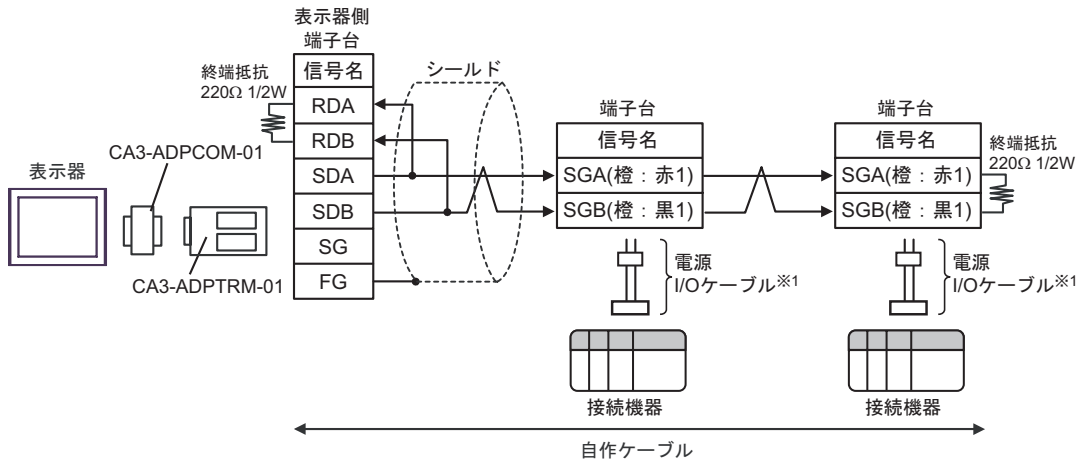 表示器側
端子台
信号名
RDA
RDB
SDA
SDB
SG
FG
終端抵抗
220Ω 1/2W
シールド
表示器
CA3-ADPCOM-01
CA3-ADPTRM-01
端子台
信号名
SGA(橙：赤1)
SGB(橙：黒1)
電源
I/Oケーブル※1
接続機器
端子台
信号名
SGA(橙：赤1)
SGB(橙：黒1)
終端抵抗
220Ω 1/2W
電源
I/Oケーブル※1
接続機器
自作ケーブル